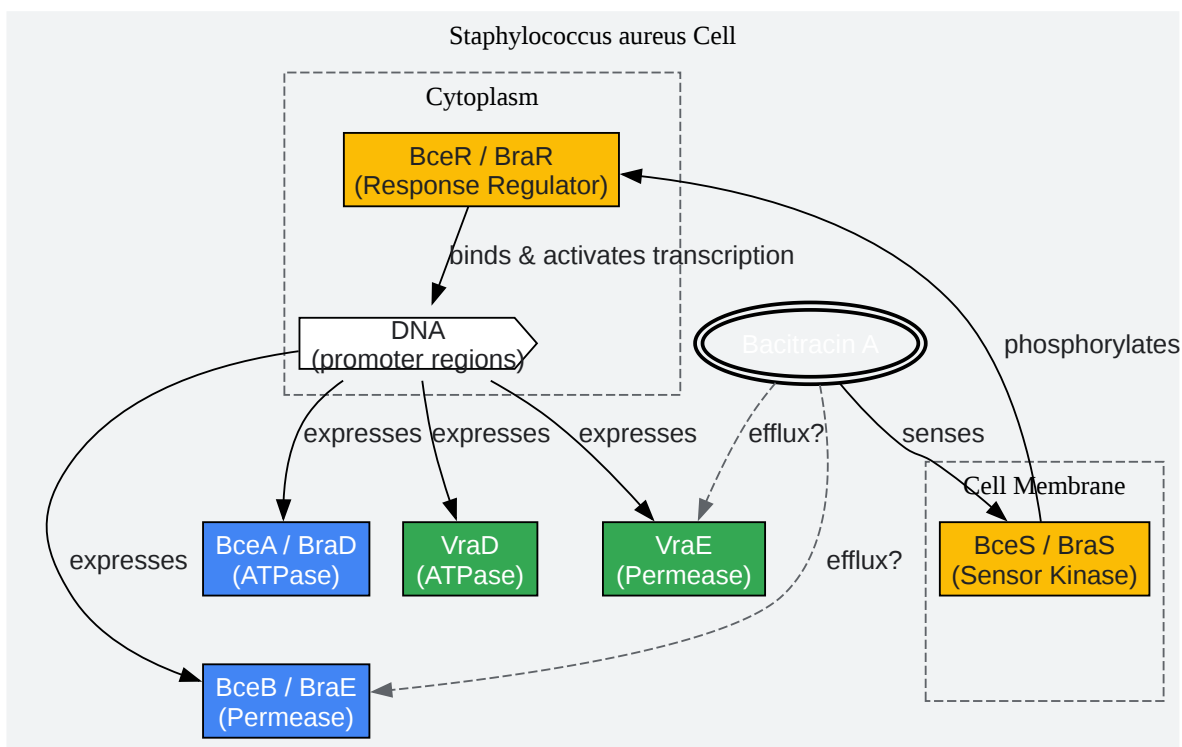 Staphylococcus aureus Cell
Cytoplasm
BceR / BraR
(Response Regulator)
binds & activates transcription
DNA
(promoter regions)
Bacitracin A
phosphorylates
expresses
expresses
expresses
efflux?
senses
Cell Membrane
BceA / BraD
(ATPase)
VraD
(ATPase)
VraE
(Permease)
BceS / BraS
(Sensor Kinase)
expresses
efflux?
BceB / BraE
(Permease)